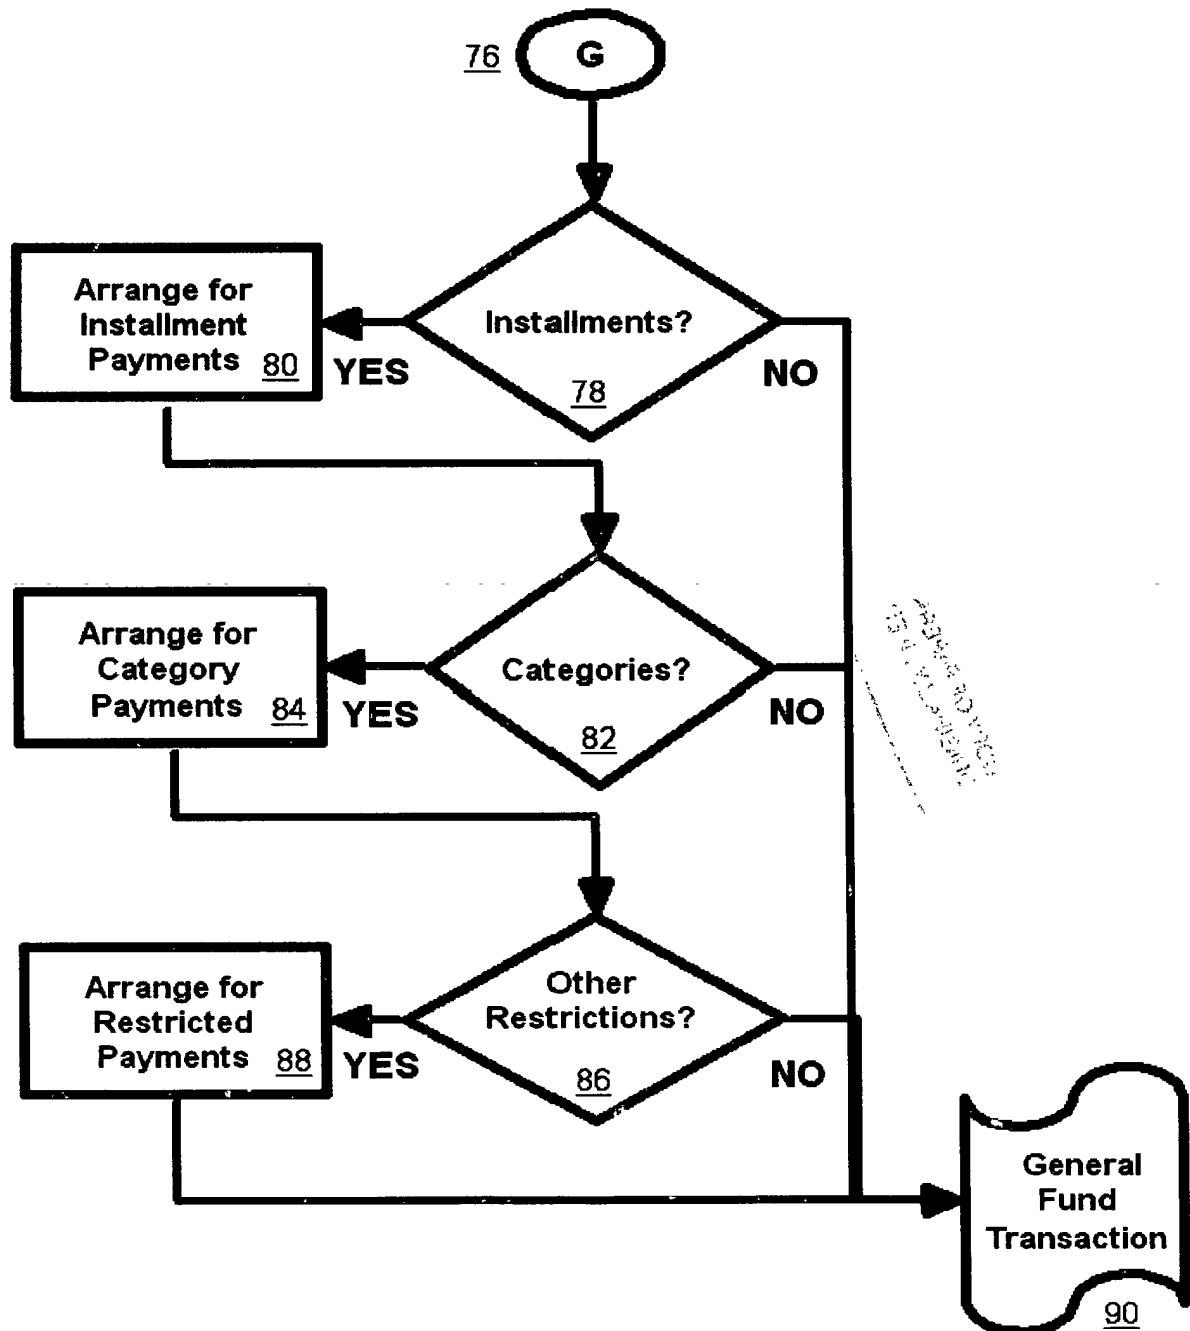 76
G
Arrange for
Installment
Payments
80
YES
Installments?
78
NO
Arrange for
Category
Payments
84
YES
Categories?
82
NO
Arrange for
Restricted
Payments
88
YES
Other
Restrictions?
86
NO
General
Fund
Transaction
90